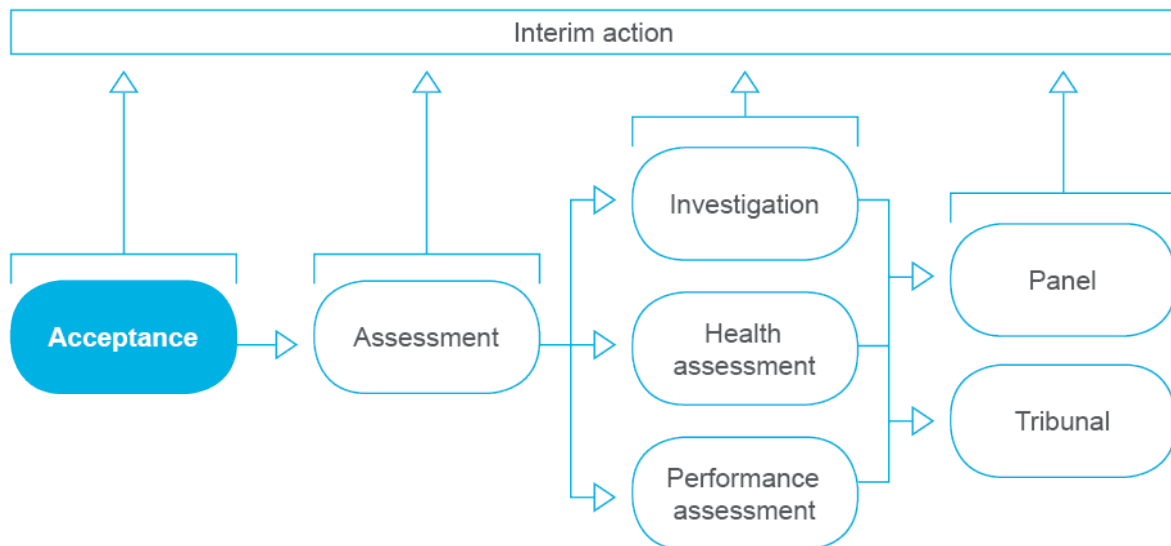 Interim action
Acceptance
Assessment
Investigation
Health
assessment
Performance
assessment
Panel
Tribunal